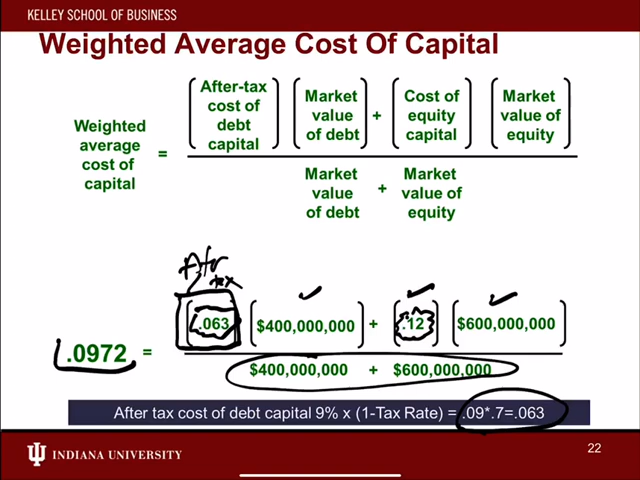 KELLEY SCHOOL OF BUSINESS
Weighted Average Cost Of Capital
Weighted
average
cost of
capital
=
After-tax
cost of
debt
capital
Market
value
of debt
+
Cost of
equity
capital
Market
value of
equity
Market
value
of debt
+
Market
value of
equity
After
tax
.0972 =
.063 $400,000,000 + .12 $600,000,000
$400,000,000 + $600,000,000
After tax cost of debt capital 9% x (1-Tax Rate) = .09*.7=.063
22
INDIANA UNIVERSITY